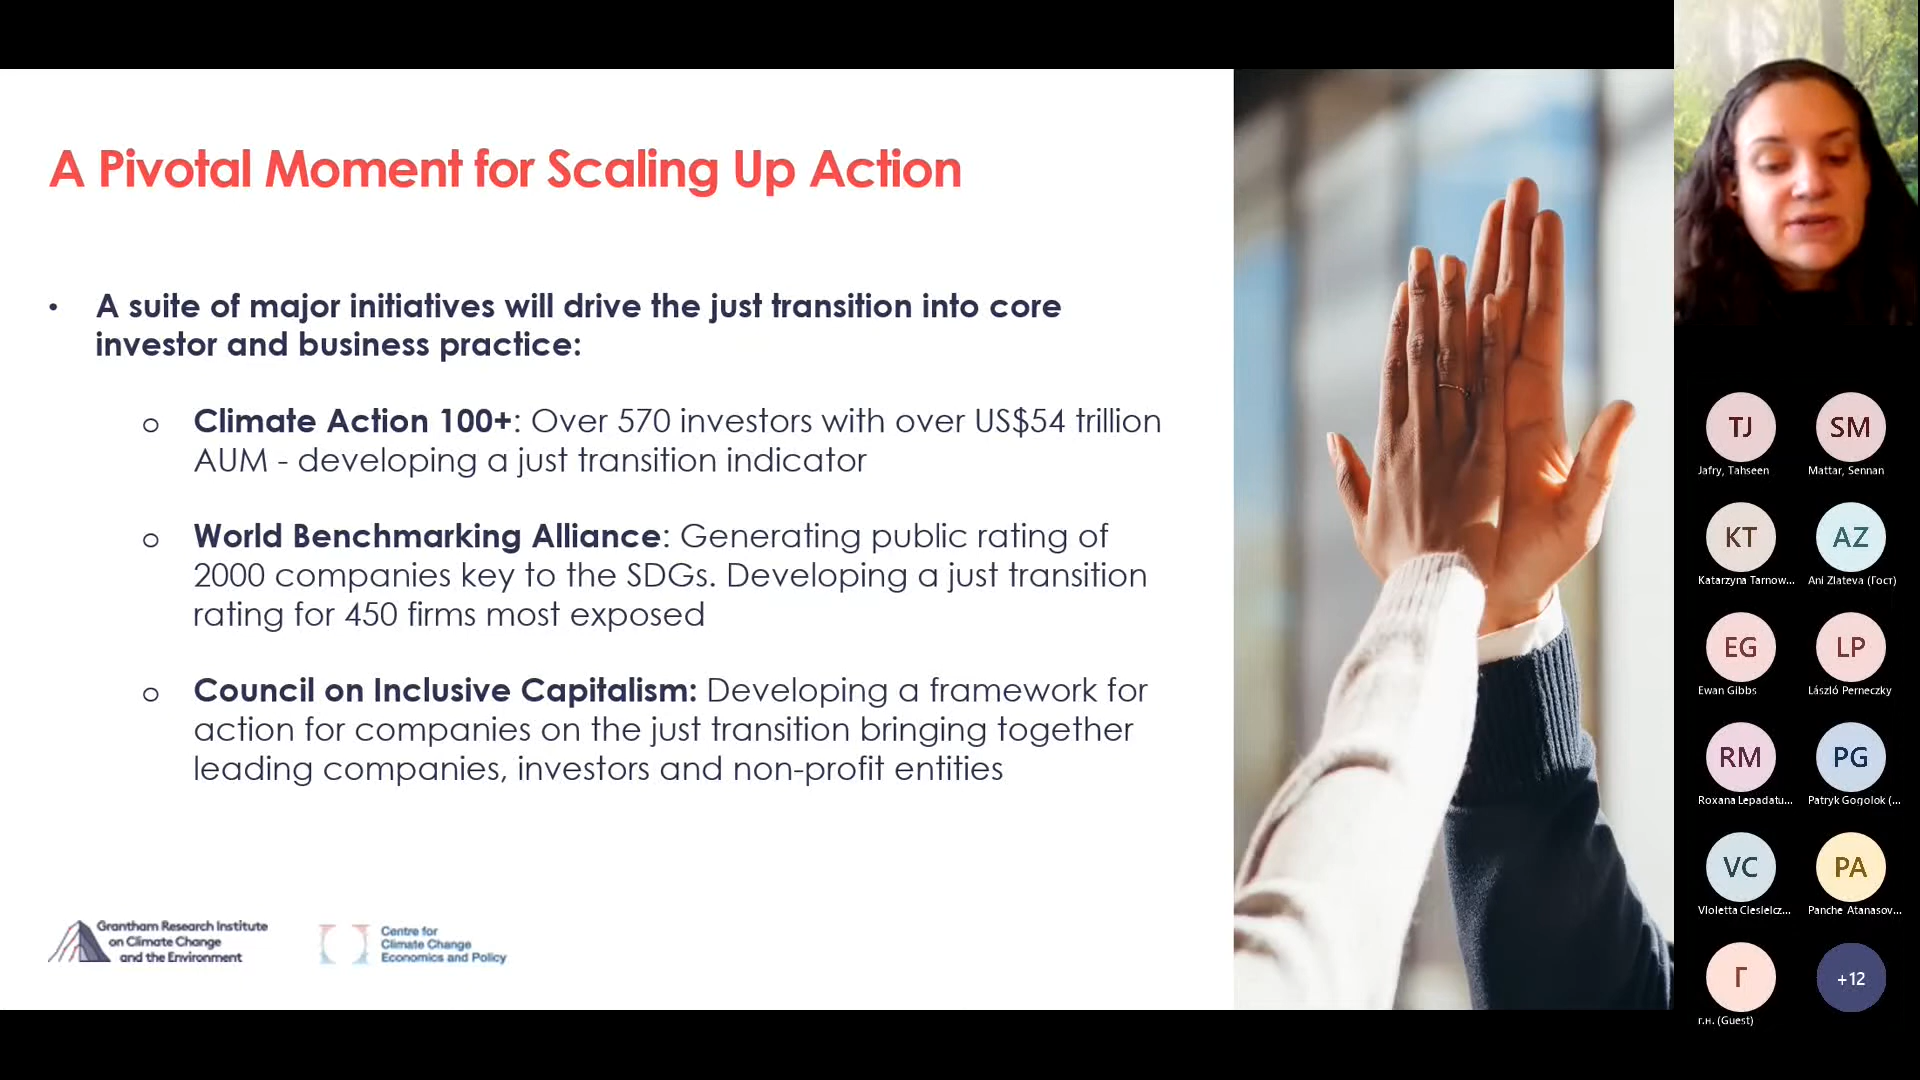 A Pivotal Moment for Scaling Up Action
• A suite of major initiatives will drive the just transition into core
investor and business practice:
o Climate Action 100+: Over 570 investors with over US$54 trillion
AUM - developing a just transition indicator
o World Benchmarking Alliance: Generating public rating of
2000 companies key to the SDGs. Developing a just transition
rating for 450 firms most exposed
o Council on Inclusive Capitalism: Developing a framework for
action for companies on the just transition bringing together
leading companies, investors and non-profit entities
Grantham Research Institute
on Climate Change
and the Environment
Centre for
Climate Change
Economics and Policy
TJ
Jafry, Tahseen
SM
Mattar, Sennan
KT
Katarzyna Tarnow...
AZ
Ani Zlateva (Гост)
EG
Ewan Gibbs
LP
László Perneczky
RM
Roxana Lepadatu...
PG
Patryk Gogolok (...
VC
Violetta Ciesielcz...
PA
Panche Atanasov...
Г
г.н. (Guest)
+12